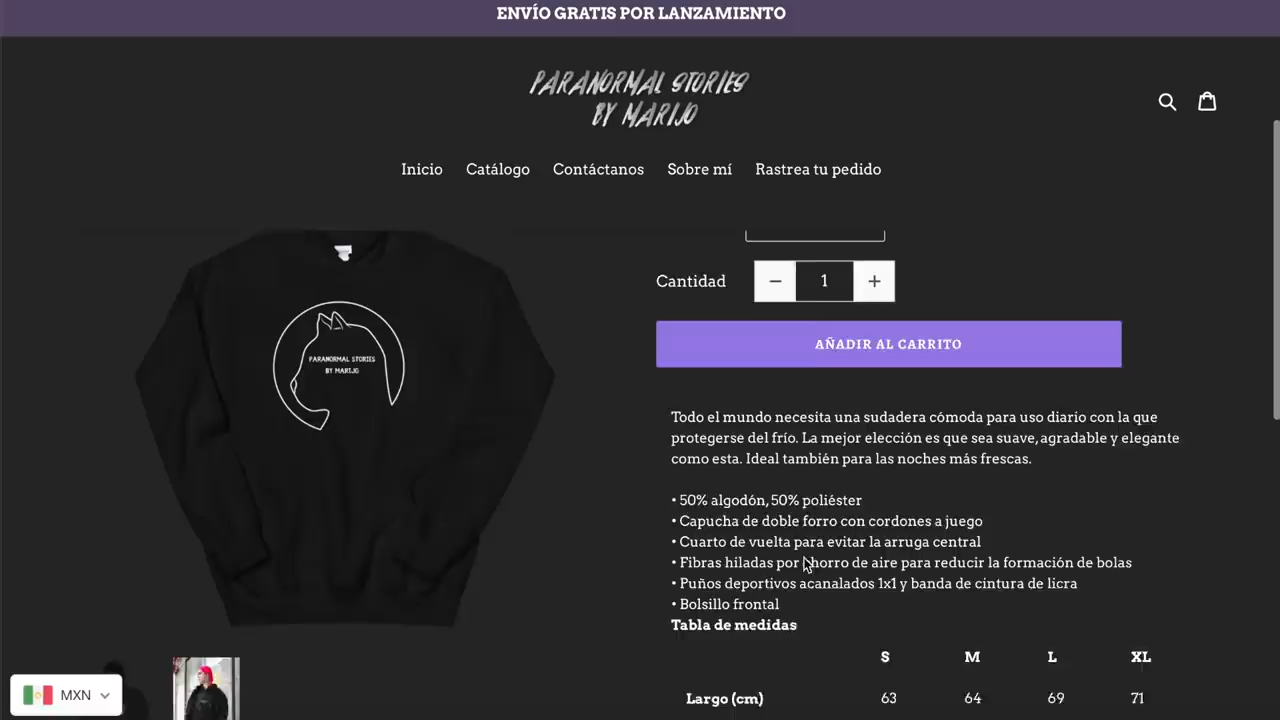 ENVÍO GRATIS POR LANZAMIENTO
PARANORMAL STORIES
BY MARIJO
Inicio Catálogo Contáctanos Sobre mí Rastrea tu pedido
PARANORMAL STORIES
BY MARIJO
Cantidad − 1 +
AÑADIR AL CARRITO
Todo el mundo necesita una sudadera cómoda para uso diario con la que
protegerse del frío. La mejor elección es que sea suave, agradable y elegante
como esta. Ideal también para las noches más frescas.
• 50% algodón, 50% poliéster
• Capucha de doble forro con cordones a juego
• Cuarto de vuelta para evitar la arruga central
• Fibras hiladas por chorro de aire para reducir la formación de bolas
• Puños deportivos acanalados 1x1 y banda de cintura de licra
• Bolsillo frontal
Tabla de medidas
S M L XL
Largo (cm) 63 64 69 71
MXN